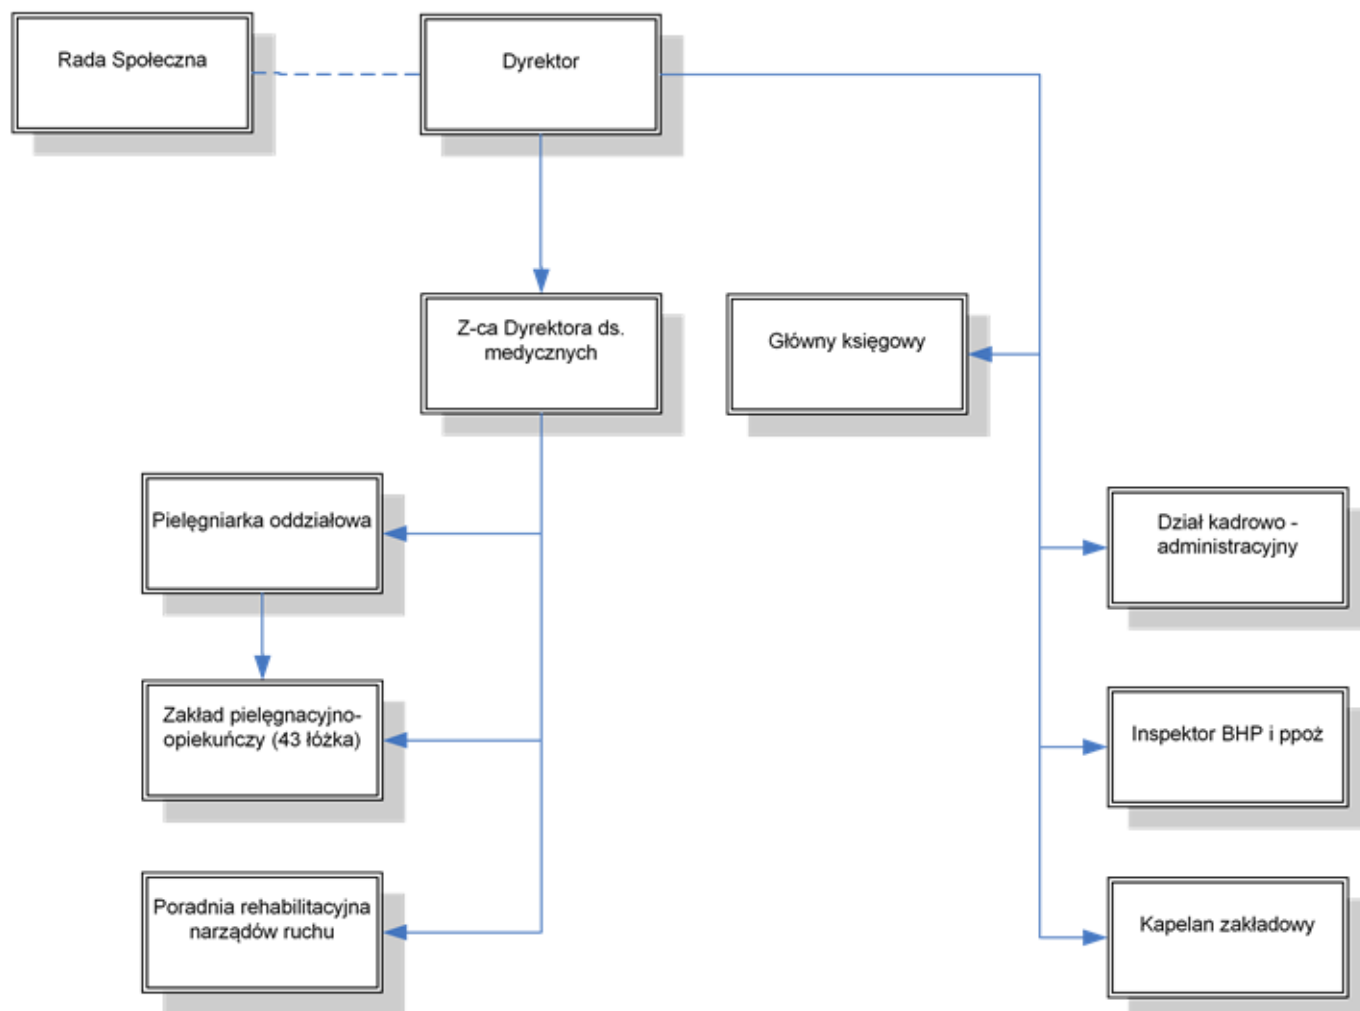 Rada Społeczna
Dyrektor
Z-ca Dyrektora ds.
medycznych
Główny księgowy
Pielęgniarka oddziałowa
Dział kadrowo -
administracyjny
Zakład pielęgnacyjno-
opiekuńczy (43 łóżka)
Inspektor BHP i ppoż
Poradnia rehabilitacyjna
narządów ruchu
Kapelan zakładowy